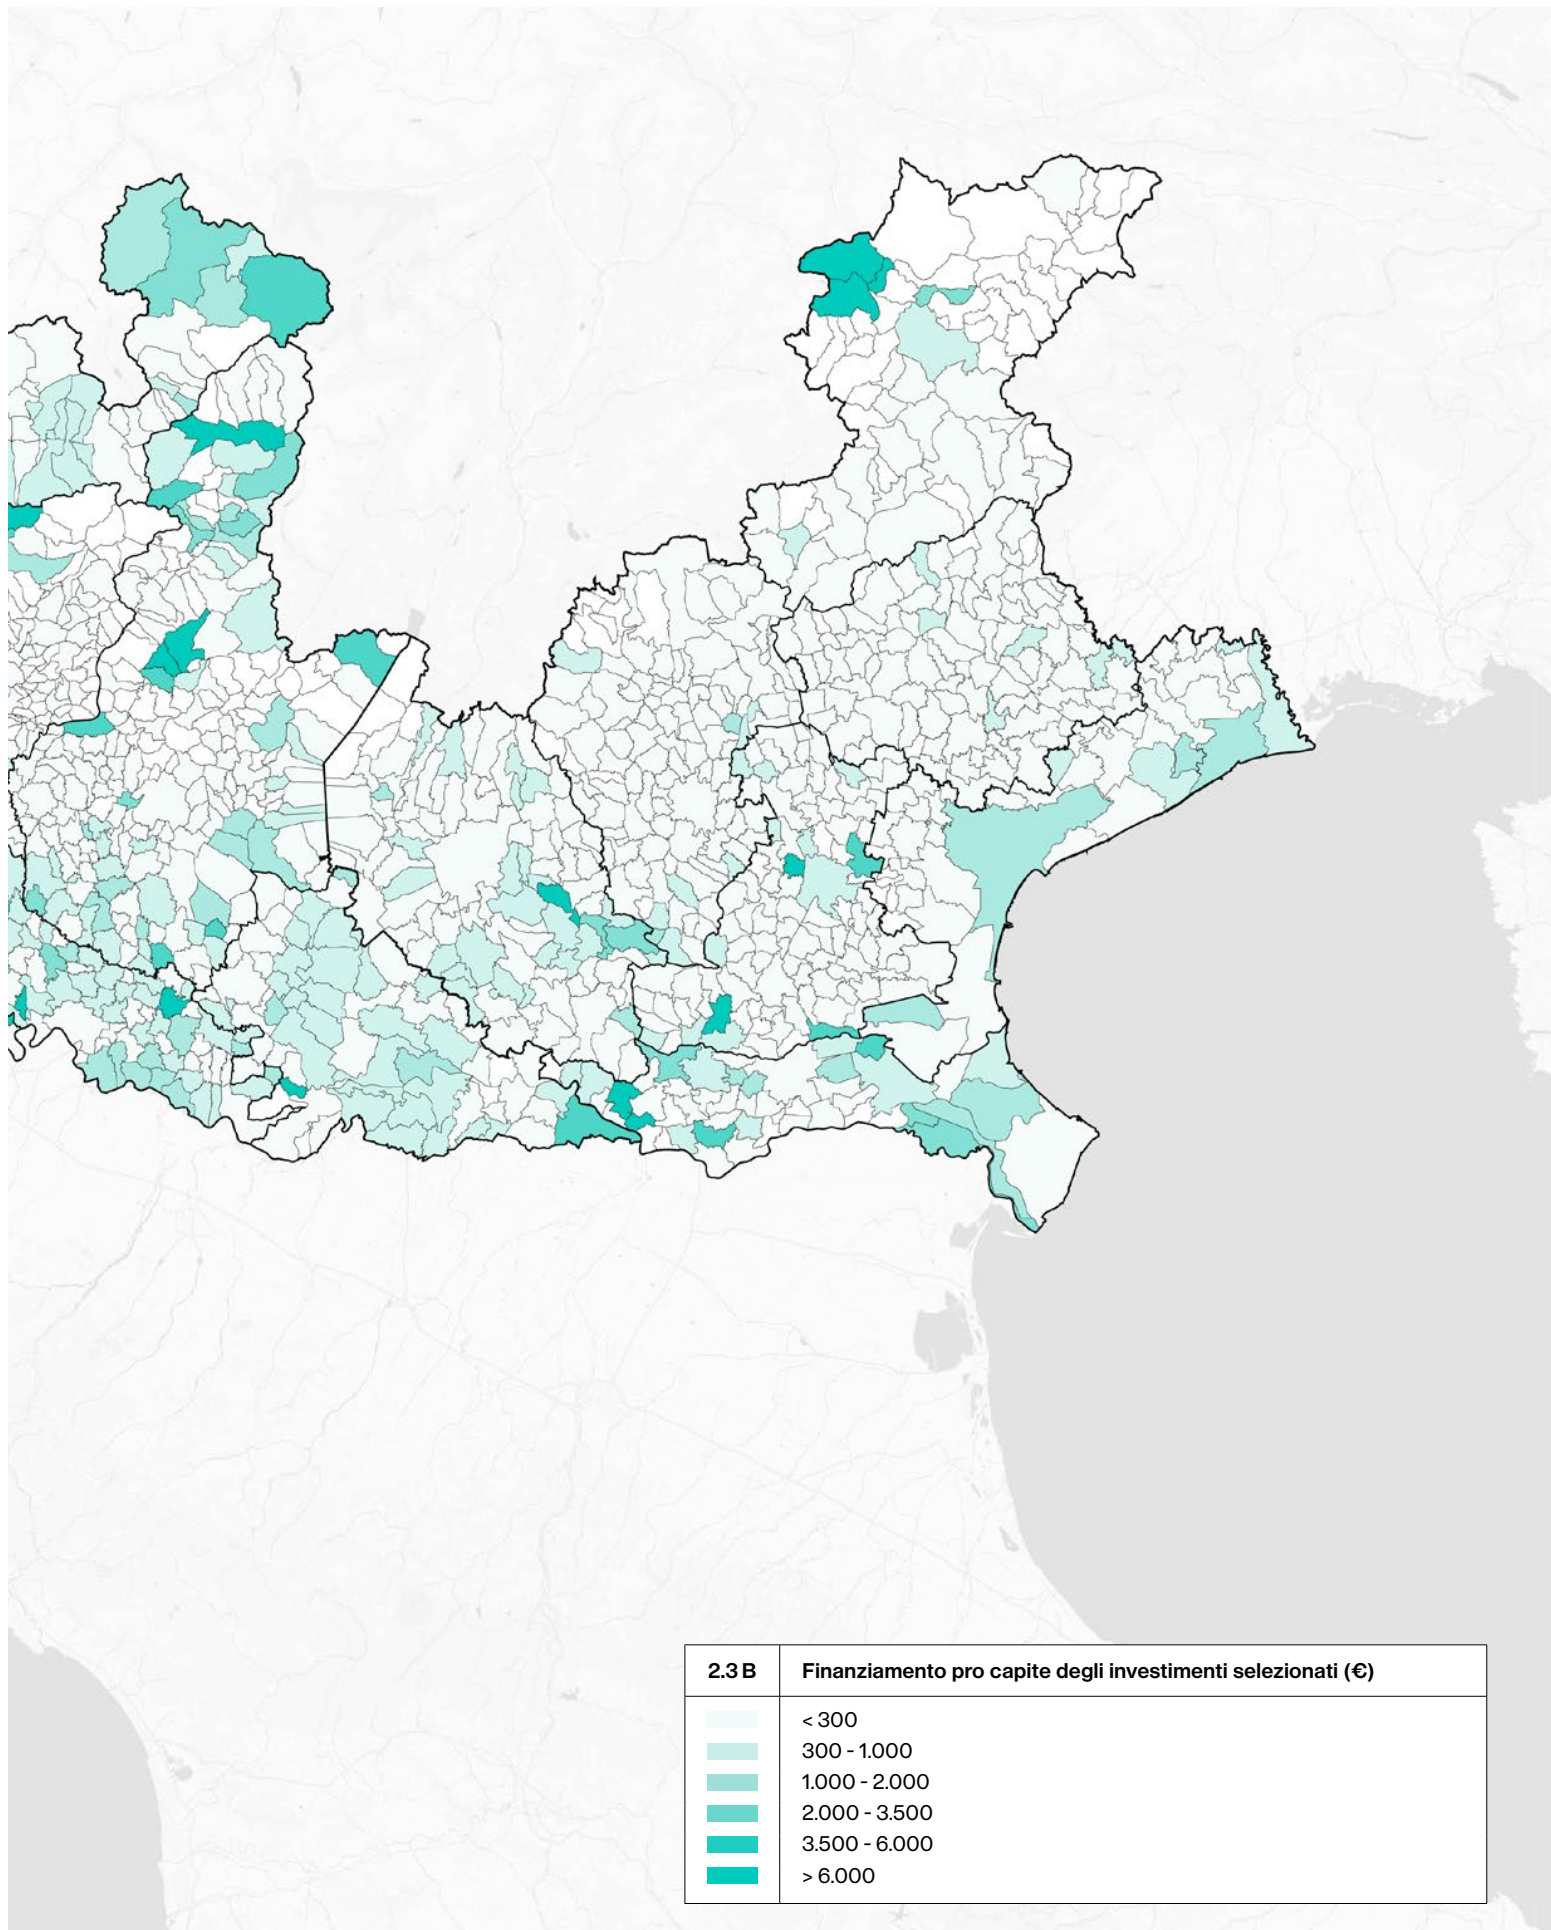 2.3 B Finanziamento pro capite degli investimenti selezionati (€)
< 300
300 - 1.000
1.000 - 2.000
2.000 - 3.500
3.500 - 6.000
> 6.000